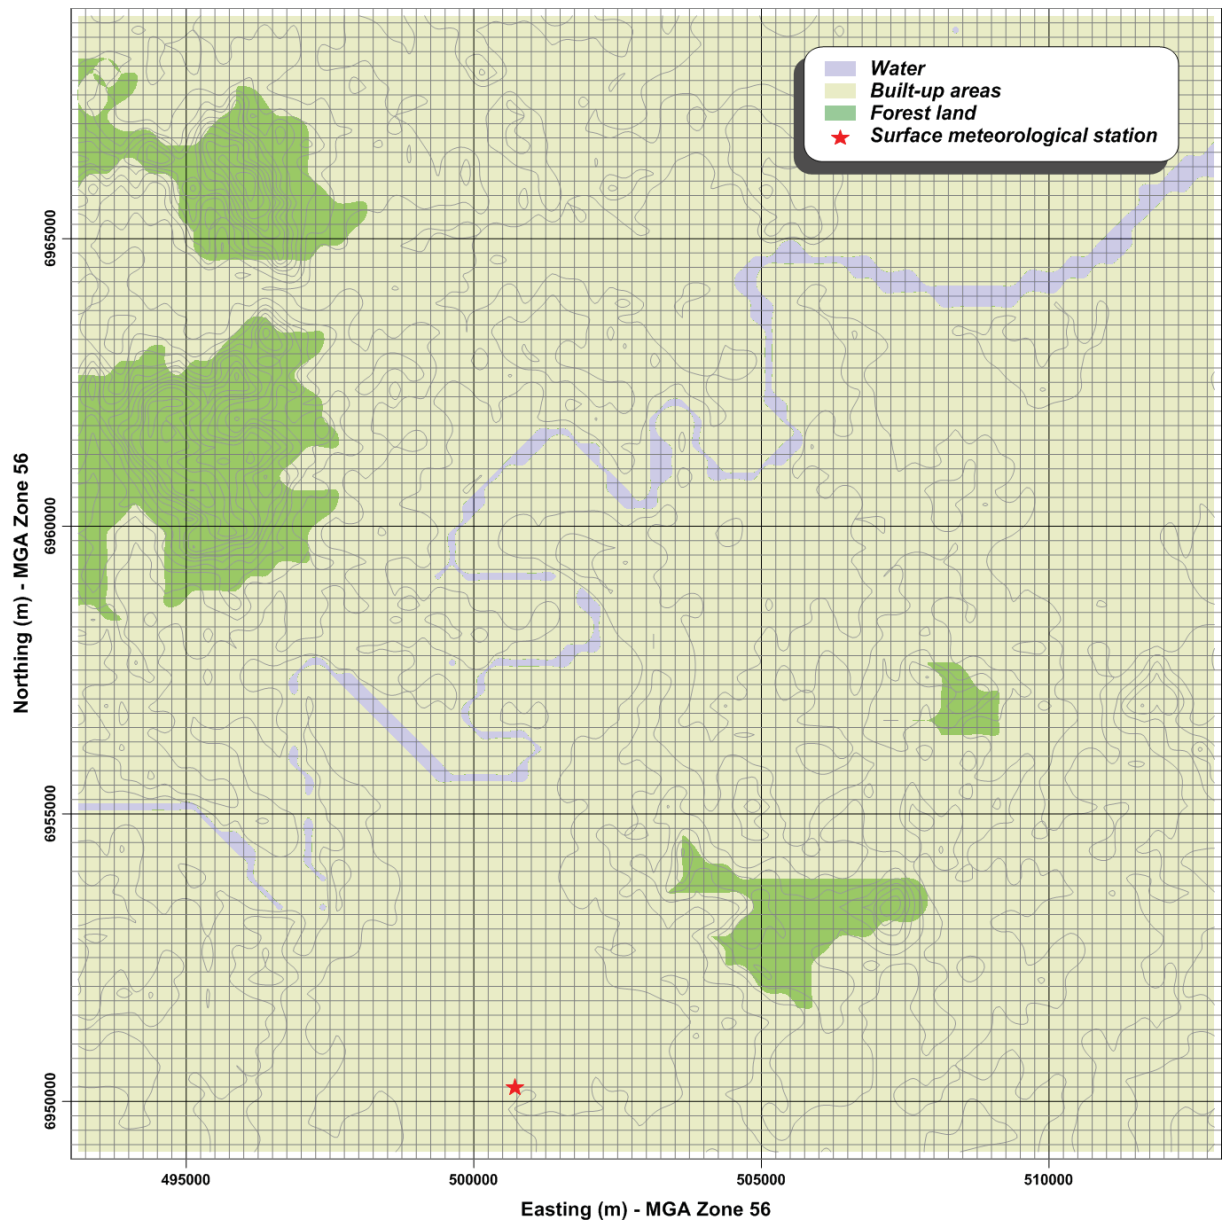 Water
Built-up areas
Forest land
Surface meteorological station
Northing (m) - MGA Zone 56
6965000
6960000
6955000
6950000
495000
500000
505000
510000
Easting (m) - MGA Zone 56